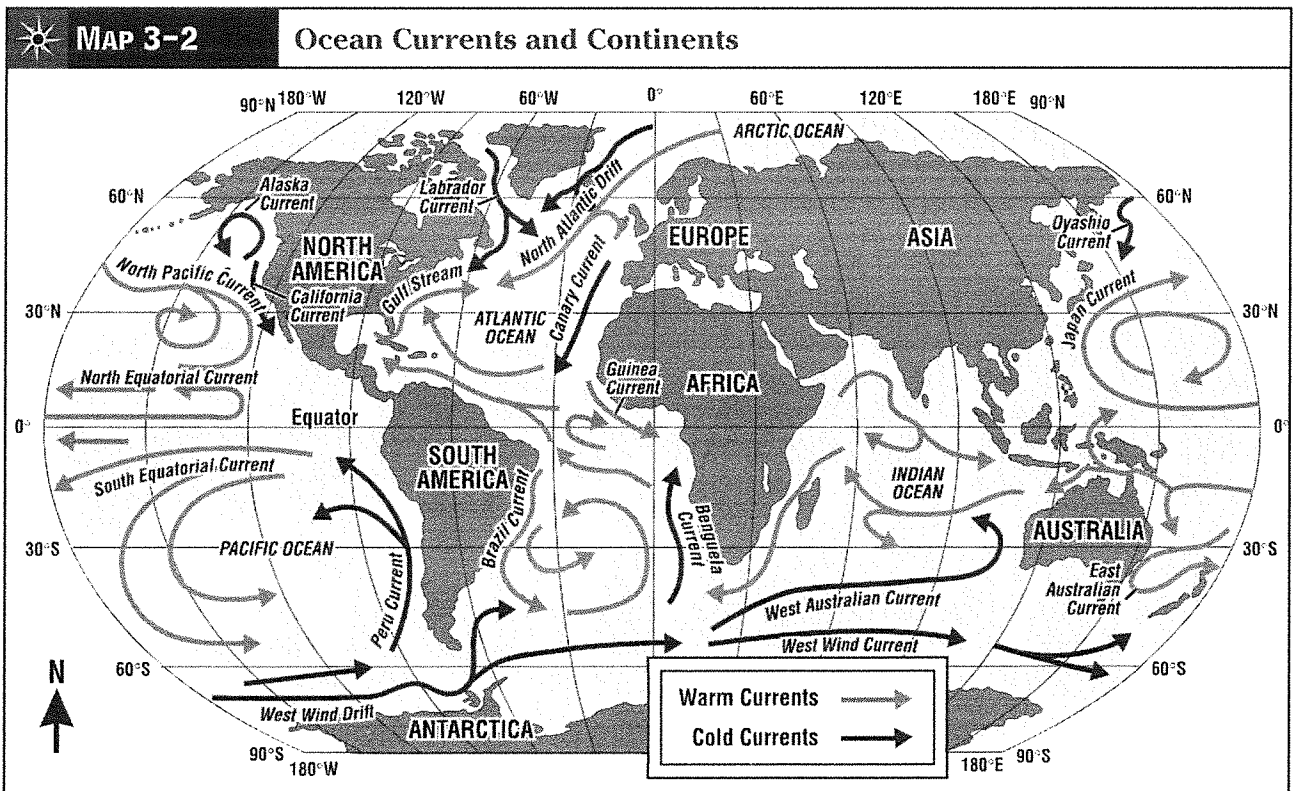 MAP 3-2
Ocean Currents and Continents
90°N
180°W
120°W
60°W
0°
60°E
120°E
180°E
90°N
ARCTIC OCEAN
60°N
60°N
Alaska
Current
Labrador
Current
North Atlantic Drift
Oyashio
Current
NORTH
AMERICA
EUROPE
ASIA
North Pacific Current
California
Current
Gulf Stream
Canary Current
Japan Current
30°N
30°N
ATLANTIC
OCEAN
North Equatorial Current
Guinea
Current
AFRICA
Equator
0°
0°
SOUTH
AMERICA
South Equatorial Current
INDIAN
OCEAN
Brazil Current
Benguela
Current
AUSTRALIA
PACIFIC OCEAN
30°S
30°S
Peru Current
East
Australian
Current
West Australian Current
West Wind Current
60°S
60°S
N
West Wind Drift
ANTARCTICA
Warm Currents
Cold Currents
90°S
180°W
180°E
90°S